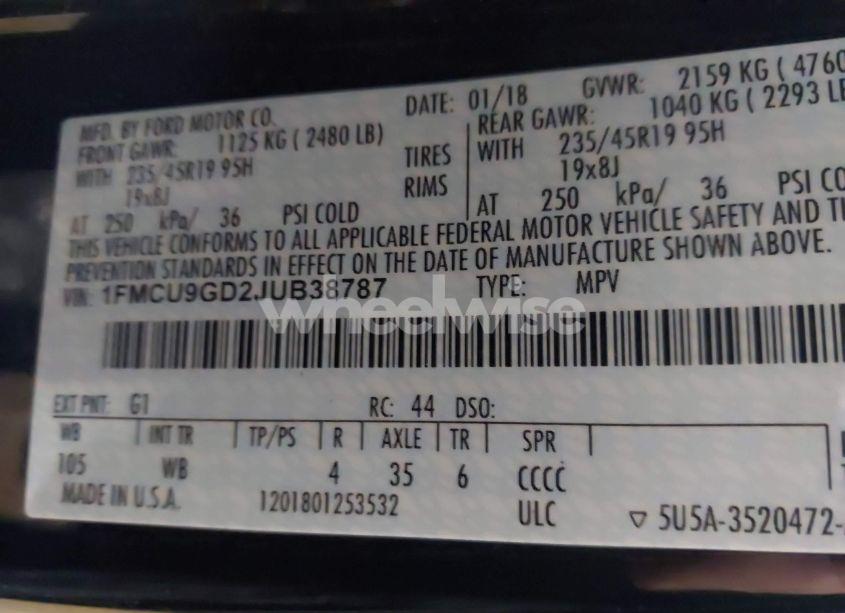 MFD. BY FORD MOTOR CO.
DATE: 01/18
GVWR: 2159 KG ( 4760
FRONT GAWR: 1125 KG ( 2480 LB)
REAR GAWR: 1040 KG ( 2293 LB
WITH 235/45R19 95H
TIRES
WITH 235/45R19 95H
19x8J
RIMS
19x8J
AT 250 kPa/ 36 PSI COLD
AT 250 kPa/ 36 PSI CO
THIS VEHICLE CONFORMS TO ALL APPLICABLE FEDERAL MOTOR VEHICLE SAFETY AND
PREVENTION STANDARDS IN EFFECT ON THE DATE OF MANUFACTURE SHOWN ABOVE.
VIN: 1FMCU9GD2JUB38787
TYPE: MPV
wheelwise
EXT PNT: G1
RC: 44 DSO:
WB INT TR TP/PS R AXLE TR SPR
105 WB 4 35 6 CCCC
MADE IN U.S.A.
1201801253532
ULC
5U5A-3520472-